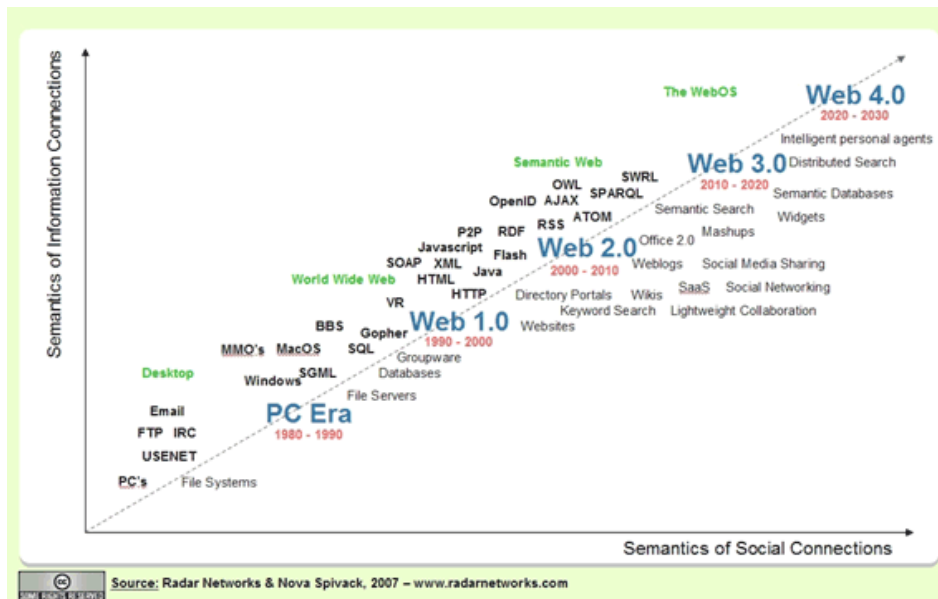 Semantics of Information Connections
The WebOS
Web 4.0
2020 - 2030
Intelligent personal agents
Semantic Web
Web 3.0
Distributed Search
2010 - 2020
SWRL
OWL
SPARQL
Semantic Databases
OpenID
AJAX
Semantic Search
ATOM
Widgets
RSS
P2P
RDF
Mashups
Javascript
Web 2.0
Office 2.0
Flash
SOAP
XML
2000 - 2010
Weblogs
Social Media Sharing
Java
World Wide Web
HTML
SaaS
Social Networking
HTTP
Directory Portals
Wikis
VR
Keyword Search
Lightweight Collaboration
Web 1.0
BBS
Websites
Gopher
1990 - 2000
MMO's
MacOS
SQL
Groupware
Desktop
SGML
Databases
Windows
File Servers
Email
PC Era
FTP
IRC
1980 - 1990
USENET
PC's
File Systems
Semantics of Social Connections
cc
SOME RIGHTS RESERVED
Source: Radar Networks & Nova Spivack, 2007 – www.radarnetworks.com